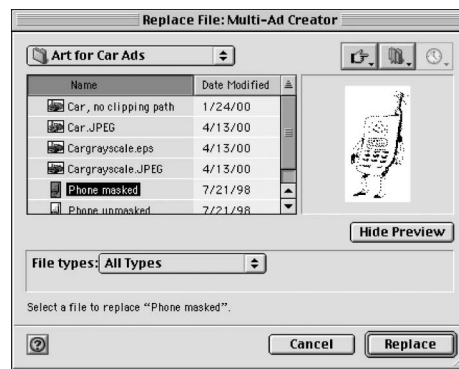 Replace File: Multi-Ad Creator
Art for Car Ads
Name Date Modified
Car, no clipping path 1/24/00
Car.JPEG 4/13/00
Cargrayscale.eps 4/13/00
Cargrayscale.JPEG 4/13/00
Phone masked 7/21/98
Phone unmasked 7/21/98
Hide Preview
File types: All Types
Select a file to replace “Phone masked”.
? Cancel Replace